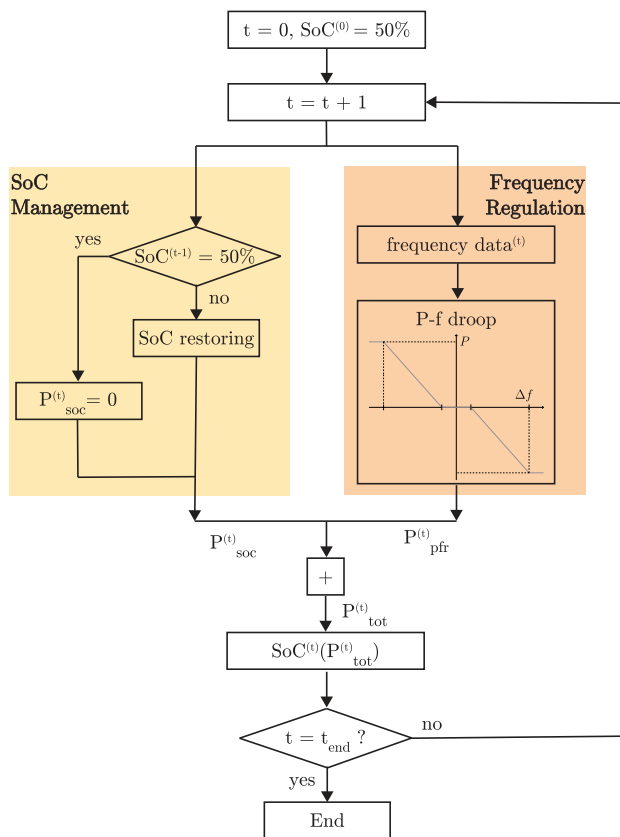 t = 0, SoC⁽⁰⁾ = 50%
t = t + 1
SoC
Management
Frequency
Regulation
yes
SoC⁽ᵗ⁻¹⁾ = 50%
no
SoC restoring
P⁽ᵗ⁾soc = 0
frequency data⁽ᵗ⁾
P-f droop
P
Δf
P⁽ᵗ⁾soc
P⁽ᵗ⁾pfr
+
P⁽ᵗ⁾tot
SoC⁽ᵗ⁾(P⁽ᵗ⁾tot)
t = tend ?
no
yes
End